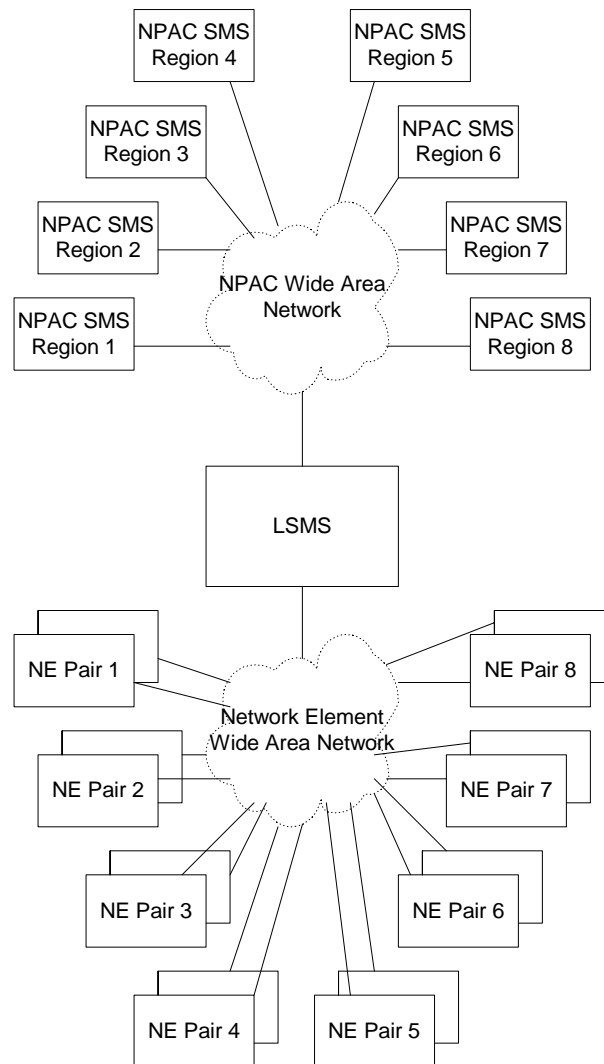 NPAC SMS
Region 4
NPAC SMS
Region 5
NPAC SMS
Region 3
NPAC SMS
Region 6
NPAC SMS
Region 2
NPAC SMS
Region 7
NPAC Wide Area
Network
NPAC SMS
Region 1
NPAC SMS
Region 8
LSMS
NE Pair 1
NE Pair 8
Network Element
Wide Area Network
NE Pair 2
NE Pair 7
NE Pair 3
NE Pair 6
NE Pair 4
NE Pair 5